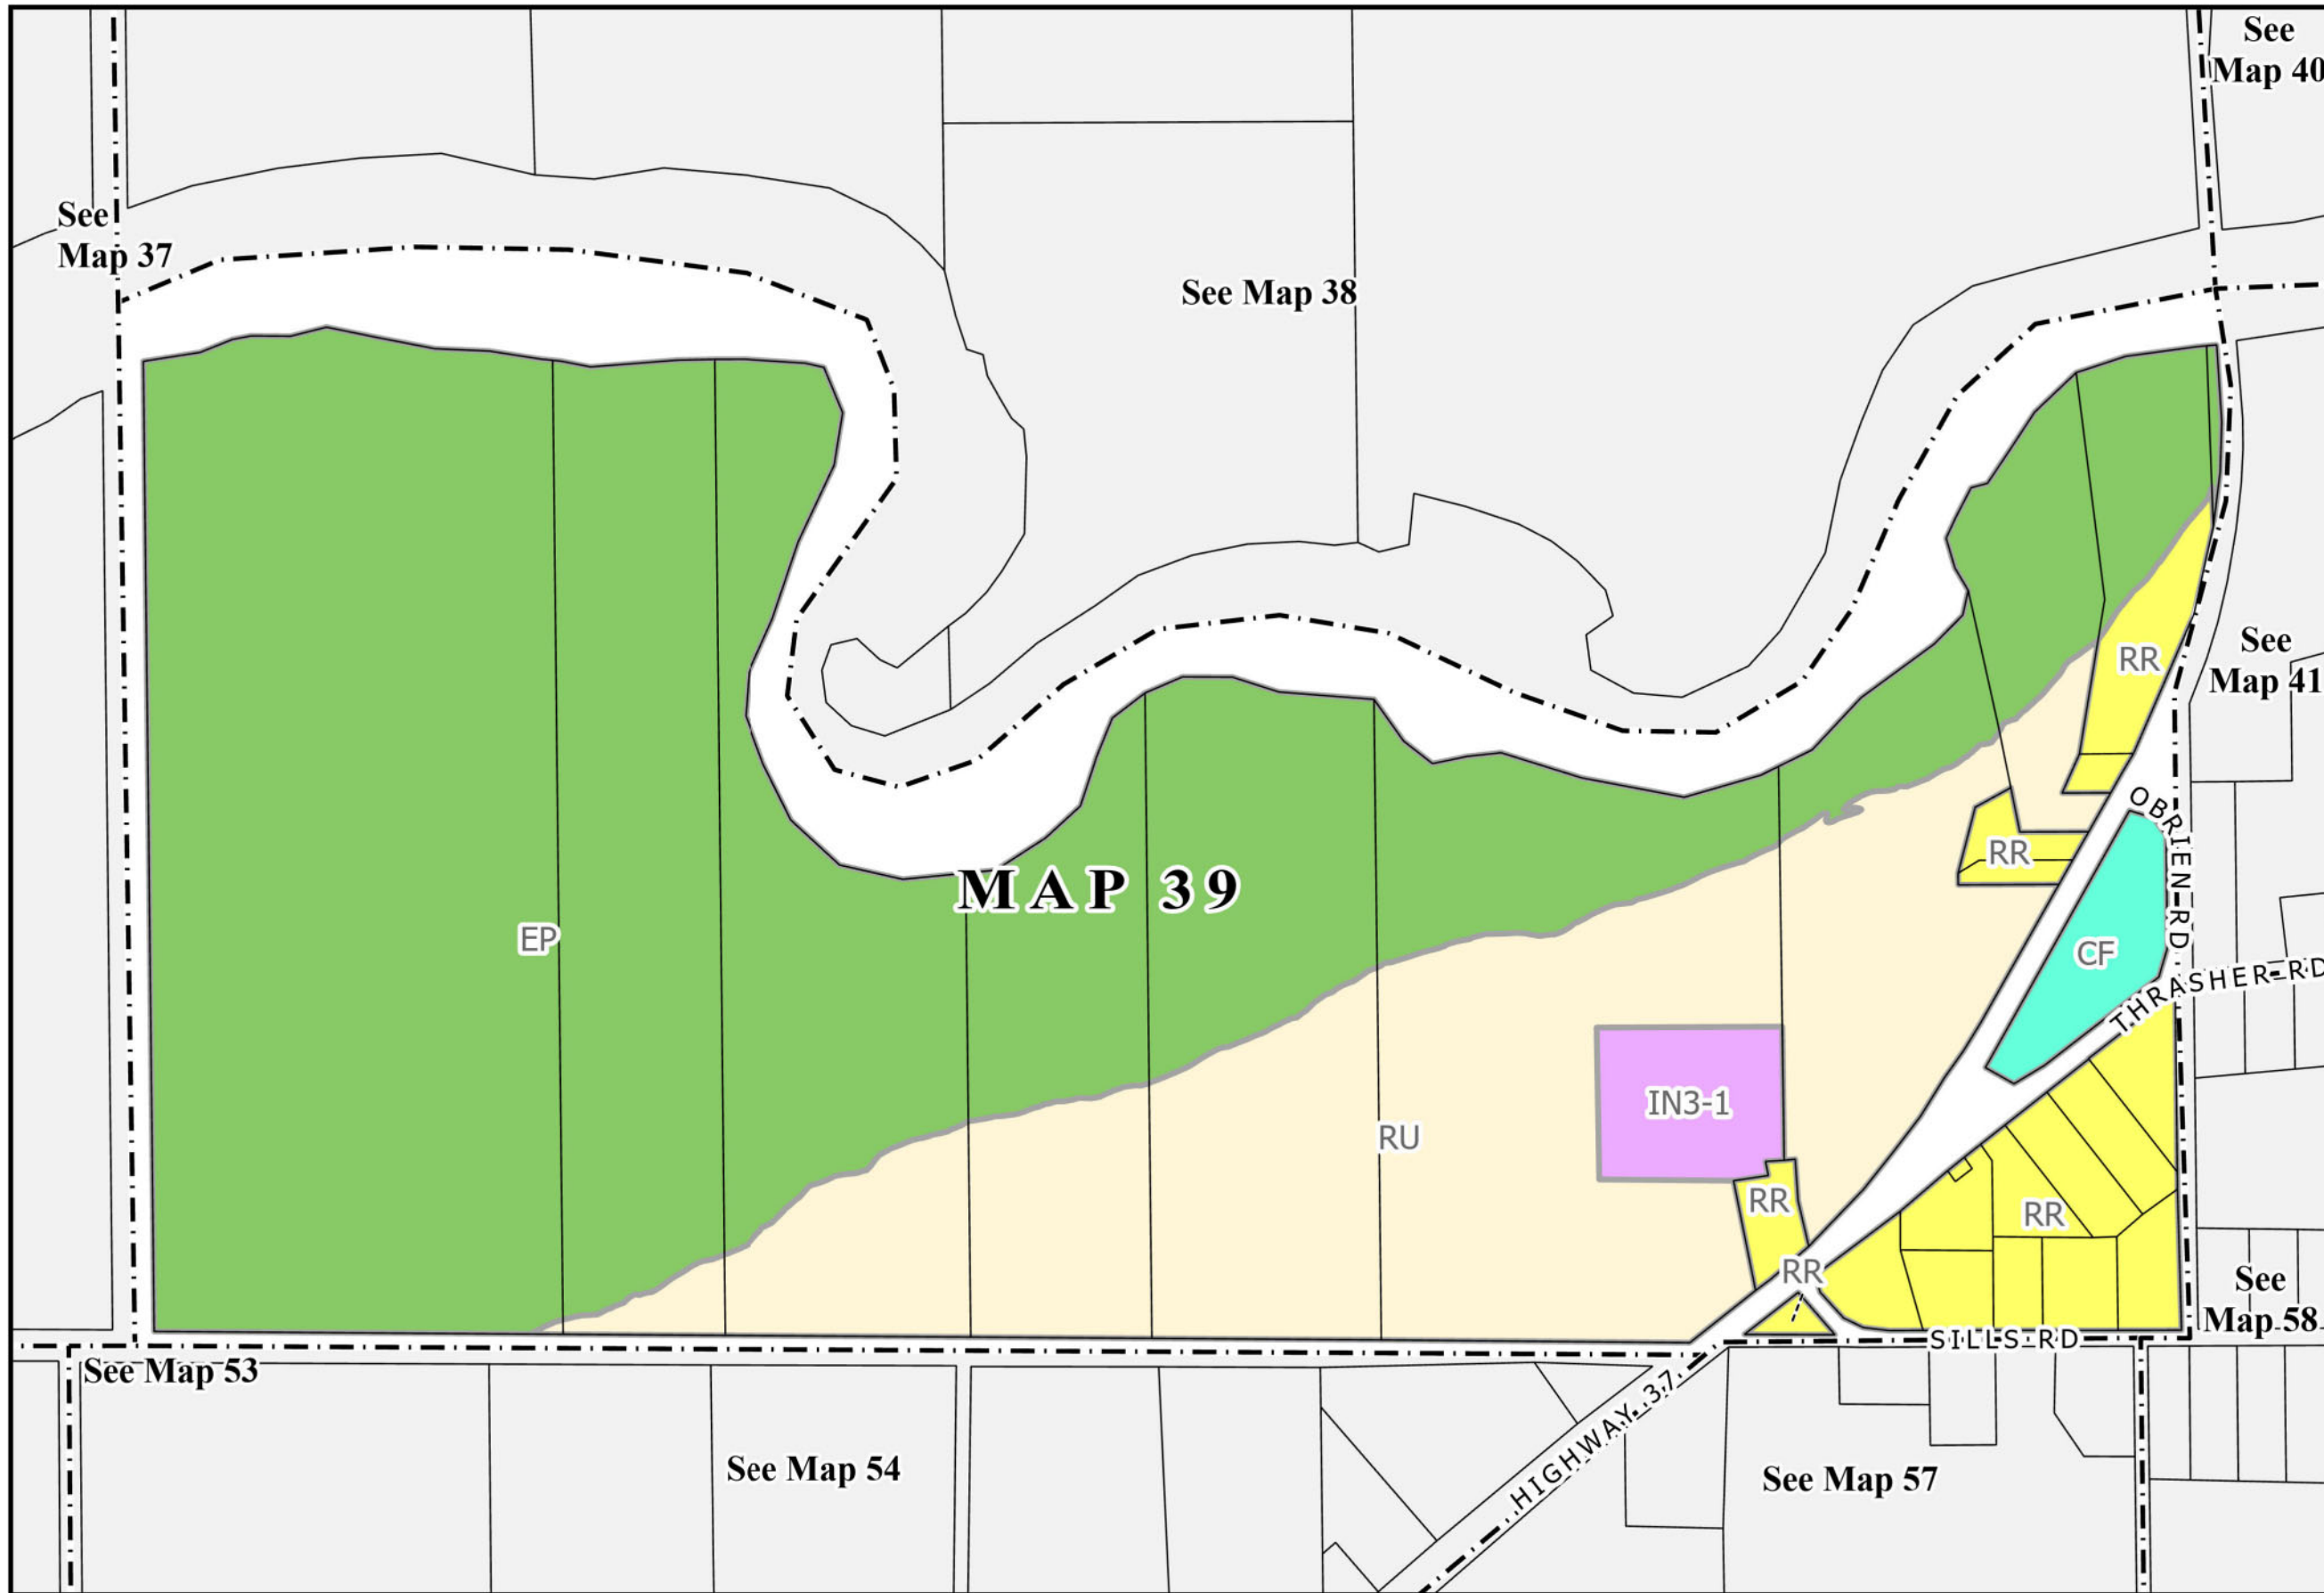 See
Map 40
See
Map 37
See Map 38
See
Map 41
RR
OBRIEN RD
RR
MAP 39
EP
CF
THRASHER RD
IN3-1
RU
RR
RR
RR
See
Map 58
SILLS RD
See Map 53
HIGHWAY 37
See Map 54
See Map 57